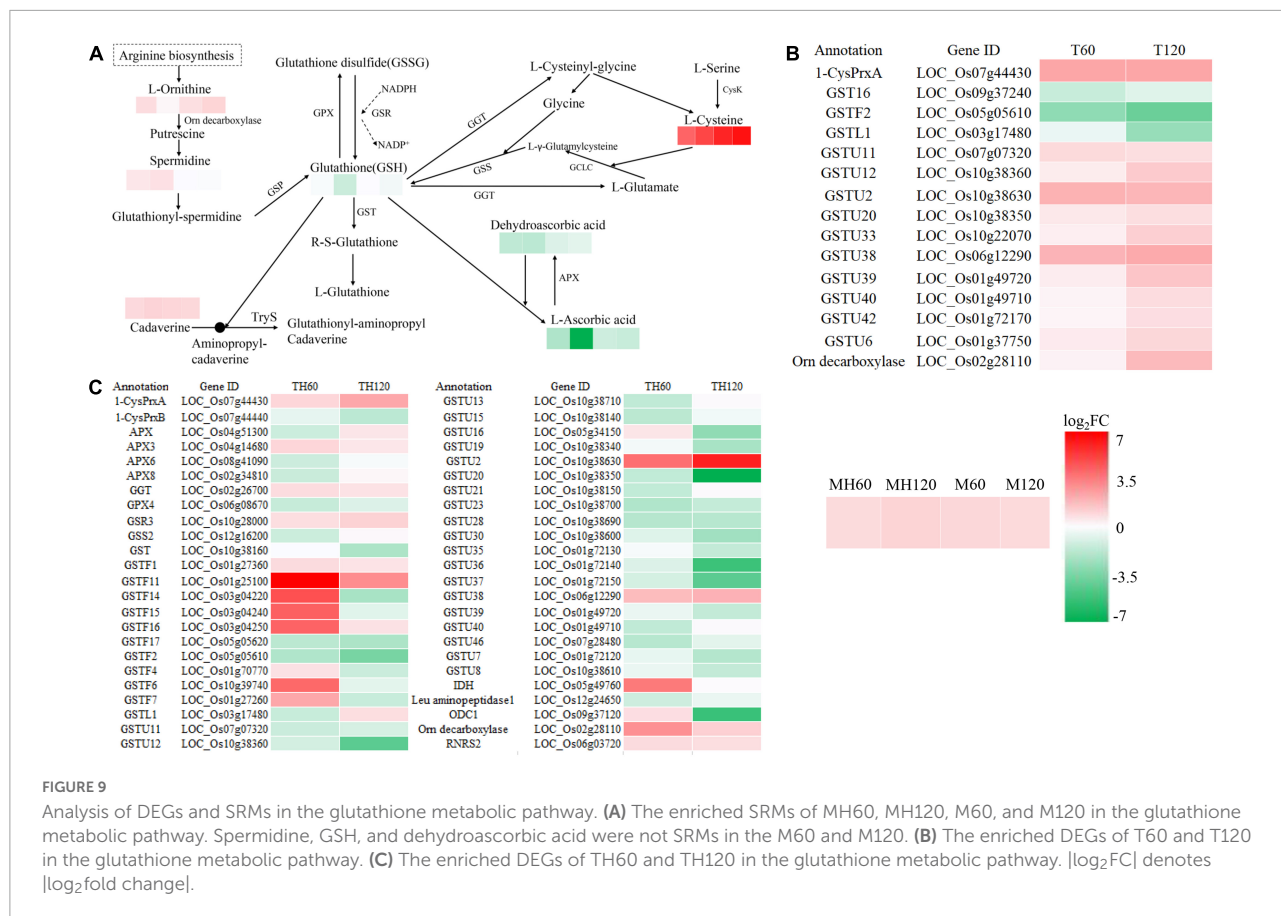 A
Arginine biosynthesis
L-Ornithine
Orn decarboxylase
Putrescine
Spermidine
Glutathionyl-spermidine
GSP
Glutathione disulfide(GSSG)
NADPH
GPX
GSR
NADP⁺
Glutathione(GSH)
GST
R-S-Glutathione
L-Glutathione
GGT
L-Cysteinyl-glycine
Glycine
L-γ-Glutamylcysteine
GSS
GCLC
GGT
L-Glutamate
L-Serine
CysK
L-Cysteine
Dehydroascorbic acid
APX
L-Ascorbic acid
Cadaverine
TryS
Aminopropyl-
cadaverine
Glutathionyl-aminopropyl
Cadaverine
B
Annotation Gene ID T60 T120
1-CysPrxA LOC_Os07g44430
GST16 LOC_Os09g37240
GSTF2 LOC_Os05g05610
GSTL1 LOC_Os03g17480
GSTU11 LOC_Os07g07320
GSTU12 LOC_Os10g38360
GSTU2 LOC_Os10g38630
GSTU20 LOC_Os10g38350
GSTU33 LOC_Os10g22070
GSTU38 LOC_Os06g12290
GSTU39 LOC_Os01g49720
GSTU40 LOC_Os01g49710
GSTU42 LOC_Os01g72170
GSTU6 LOC_Os01g37750
Orn decarboxylase LOC_Os02g28110
C
Annotation Gene ID TH60 TH120
1-CysPrxA LOC_Os07g44430
1-CysPrxB LOC_Os07g44440
APX LOC_Os04g51300
APX3 LOC_Os04g14680
APX6 LOC_Os08g41090
APX8 LOC_Os02g34810
GGT LOC_Os02g26700
GPX4 LOC_Os06g08670
GSR3 LOC_Os10g28000
GSS2 LOC_Os12g16200
GST LOC_Os10g38160
GSTF1 LOC_Os01g27360
GSTF11 LOC_Os01g25100
GSTF14 LOC_Os03g04220
GSTF15 LOC_Os03g04240
GSTF16 LOC_Os03g04250
GSTF17 LOC_Os05g05620
GSTF2 LOC_Os05g05610
GSTF4 LOC_Os01g70770
GSTF6 LOC_Os10g39740
GSTF7 LOC_Os01g27260
GSTL1 LOC_Os03g17480
GSTU11 LOC_Os07g07320
GSTU12 LOC_Os10g38360
Annotation Gene ID TH60 TH120
GSTU13 LOC_Os10g38710
GSTU15 LOC_Os10g38140
GSTU16 LOC_Os05g34150
GSTU19 LOC_Os10g38340
GSTU2 LOC_Os10g38630
GSTU20 LOC_Os10g38350
GSTU21 LOC_Os10g38150
GSTU23 LOC_Os10g38700
GSTU28 LOC_Os10g38690
GSTU30 LOC_Os10g38600
GSTU35 LOC_Os01g72130
GSTU36 LOC_Os01g72140
GSTU37 LOC_Os01g72150
GSTU38 LOC_Os06g12290
GSTU39 LOC_Os01g49720
GSTU40 LOC_Os01g49710
GSTU46 LOC_Os07g28480
GSTU7 LOC_Os01g72120
GSTU8 LOC_Os10g38610
IDH LOC_Os05g49760
Leu aminopeptidase1 LOC_Os12g24650
ODC1 LOC_Os09g37120
Orn decarboxylase LOC_Os02g28110
RNRS2 LOC_Os06g03720
MH60 MH120 M60 M120
log₂FC
7
3.5
0
-3.5
-7
FIGURE 9
Analysis of DEGs and SRMs in the glutathione metabolic pathway. (A) The enriched SRMs of MH60, MH120, M60, and M120 in the glutathione
metabolic pathway. Spermidine, GSH, and dehydroascorbic acid were not SRMs in the M60 and M120. (B) The enriched DEGs of T60 and T120
in the glutathione metabolic pathway. (C) The enriched DEGs of TH60 and TH120 in the glutathione metabolic pathway. |log₂FC| denotes
|log₂fold change|.